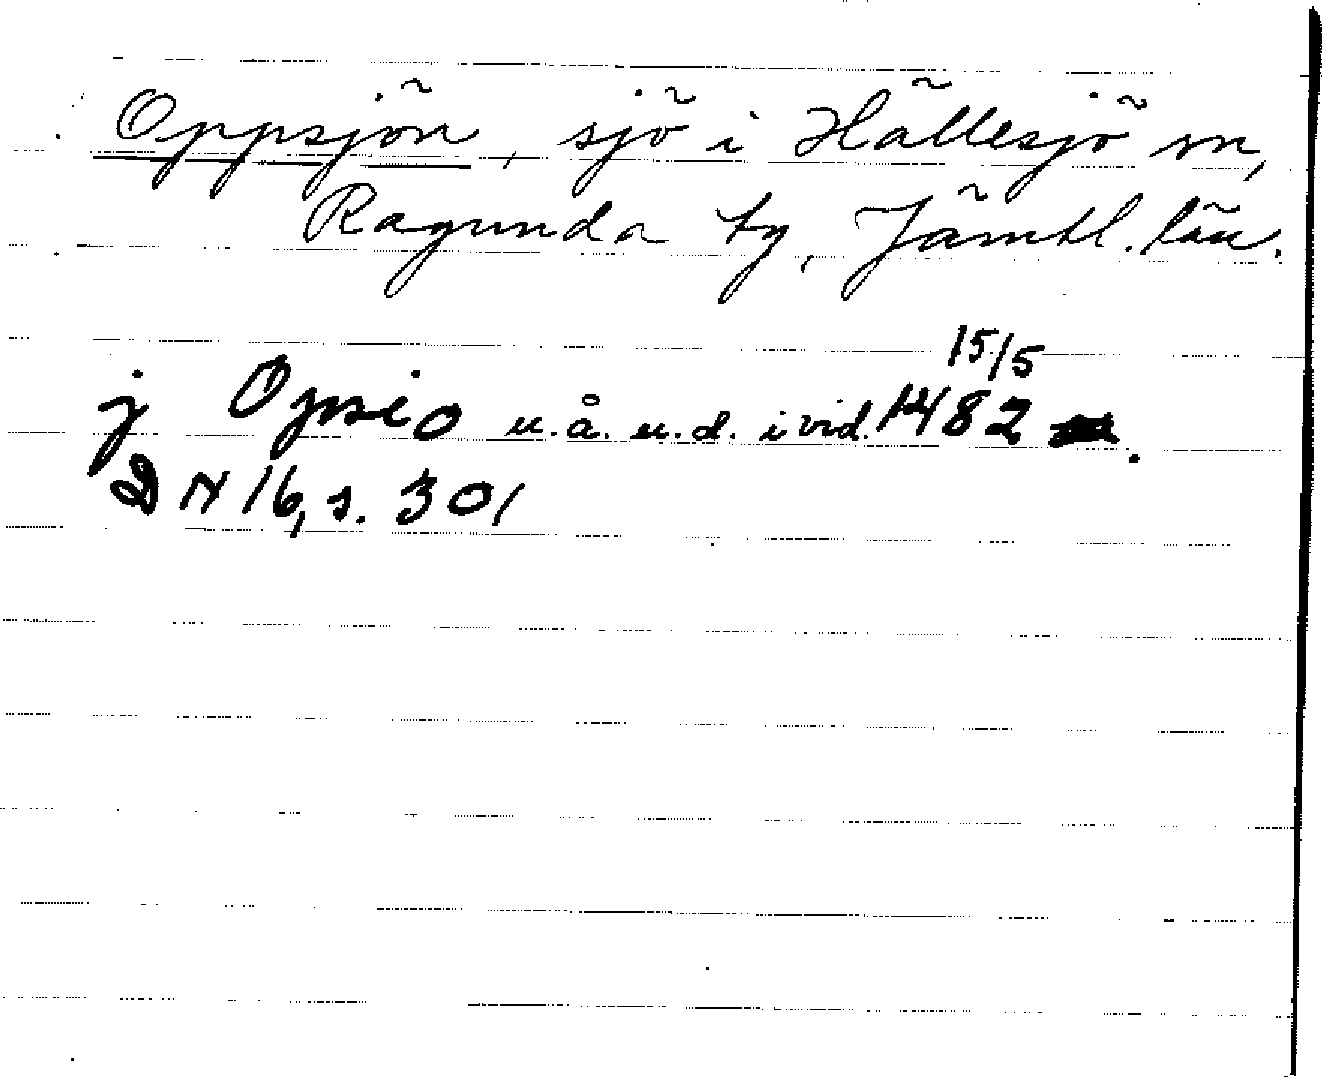 Oppsjön, sjö i Hällesjö sn,
Ragunda tg, Jämtl. län.
j Opsio u.å. u.d. i vid. 15/5 1482.
DN 16, s. 301